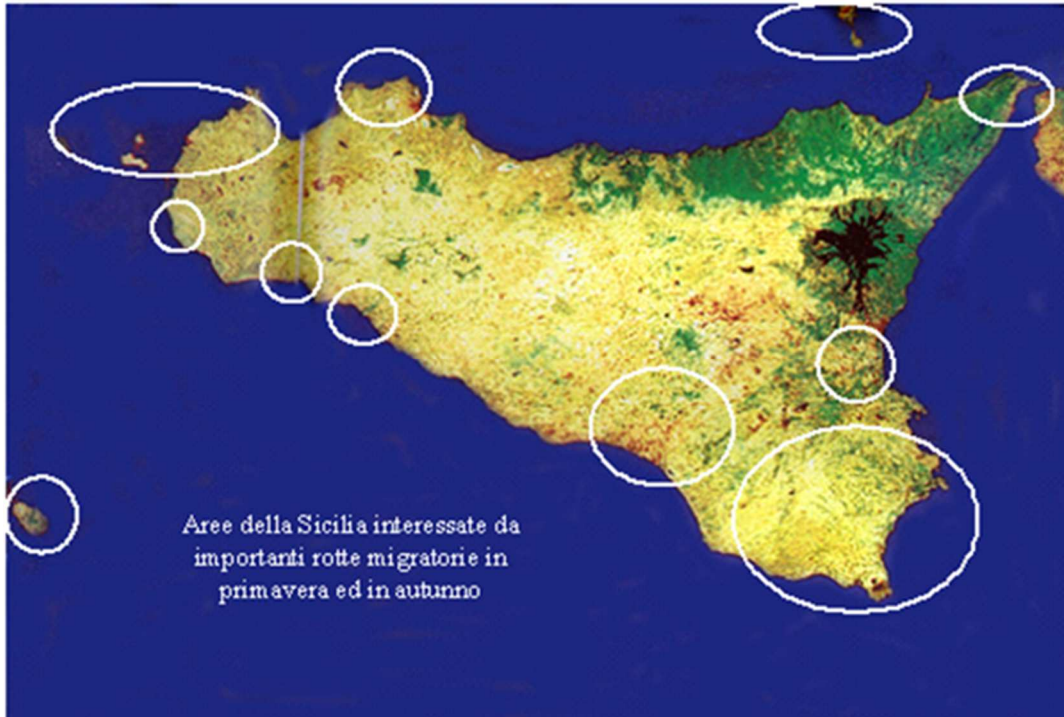 Aree della Sicilia interessate da
importanti rotte migratorie in
primavera ed in autunno